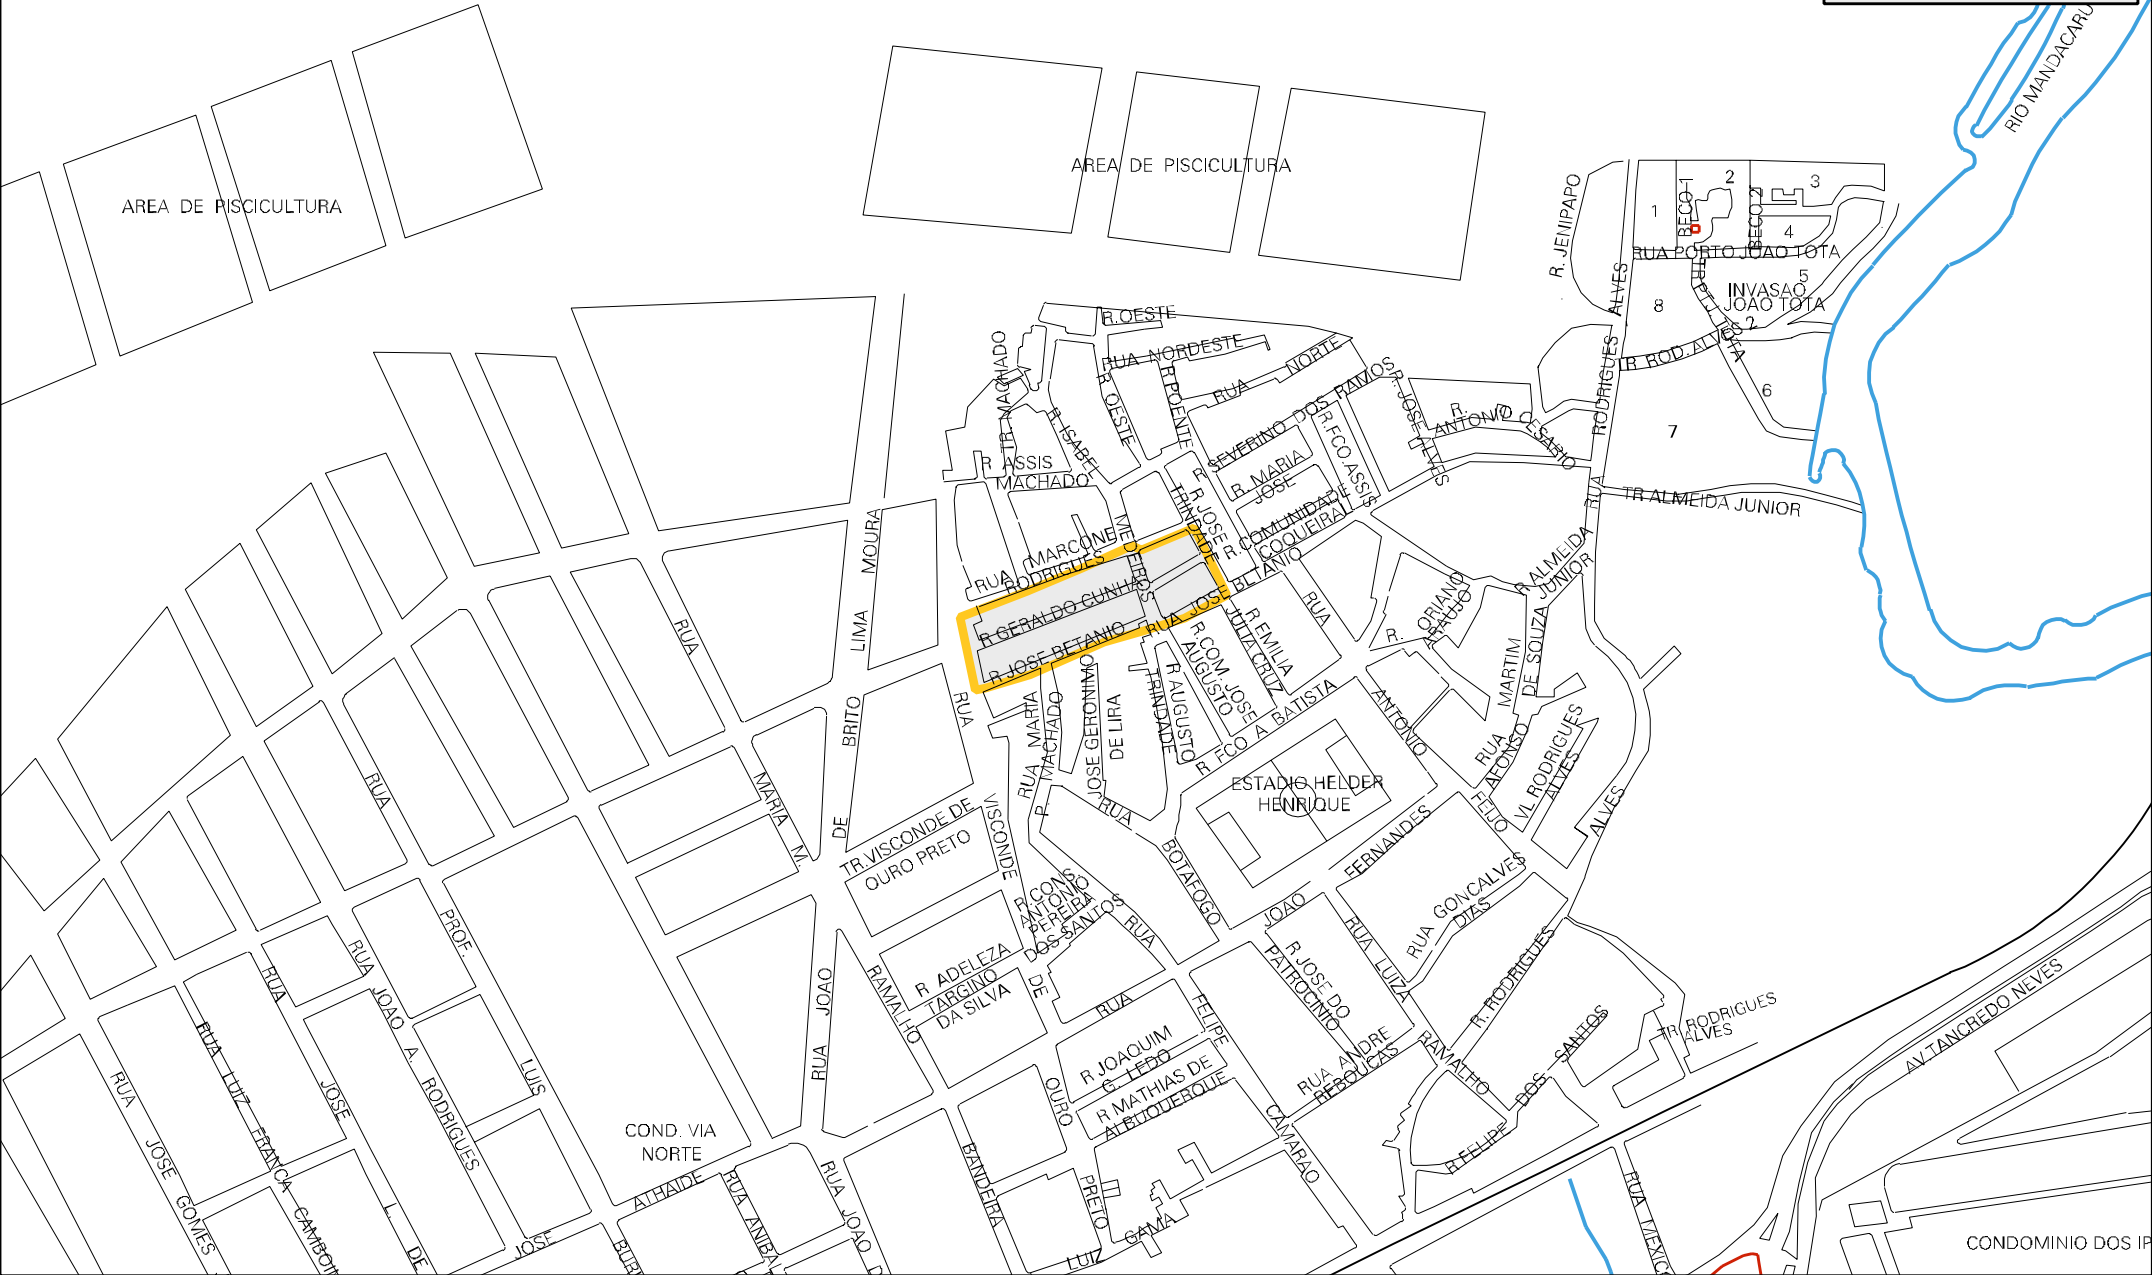 RIO MANDACARU
AREA DE PISCICULTURA
AREA DE PISCICULTURA
R. JENIPAPO
1
BECO 1
2
BECO 2
3
4
RUA PORTO JOAO TOTA
5
INVASAO
JOAO TOTA
8
6
7
TR ROD. ALVES 2
RUA RODRIGUES ALVES
TR ALMEIDA JUNIOR
R.OESTE
RUA NORDESTE
RUA NORTE
R OESTE
R POENTE
TR. MACHADO
R. ISABEL
R ASSIS
MACHADO
R SEVERINO DOS RAMOS
R. MARIA
JOSE
R.FCO.ASSIS
R. JOSE ALVES
R.
ANTONIO D CESARIO
R.COMUNIDADE
COQUEIRAL
R JOSE
TRINDADE
MEDEIROS
RUA MARCONE
RODRIGUES
R GERALDO CUNHA
R JOSE BETANIO
RUA JOSE BETANIO
R ALMEIDA
JUNIOR
R. ORIANO
ARAUJO
MARTIM
DE SOUZA
RUA
AFONSO
VL RODRIGUES
ALVES
ALVES
RUA
ANTONIO
FEIJO
R EMILIA
JULIA CRUZ
R.COM. JOSE
AUGUSTO
R AUGUSTO
TRINDADE
R FCO A BATISTA
JOSE GERONIMO
DE LIRA
RUA MARIA
P. MACHADO
ESTADIO HELDER
HENRIQUE
RUA
BOTAFOGO
JOAO FERNANDES
RUA GONCALVES
DIAS
RUA LUIZA
R JOSE DO
PATROCINIO
RUA ANDRE
REBOUCAS
R. RODRIGUES
TR. RODRIGUES
ALVES
AV TANCREDO NEVES
RAMALHO
R FELIPE DOS SANTOS
RUA
FELIPE
CAMARAO
RUA
R JOAQUIM
G. LEDO
R MATHIAS DE
ALBUQUERQUE
RUA
VISCONDE
DE
OURO
PRETO
TR.VISCONDE DE
OURO PRETO
R.CONS.
ANTONIO
PEREIRA
DOS SANTOS
R ADELEZA
TARGINO
DA SILVA
RAMALHO
BANDEIRA
LUIZ GAMA
MOURA
LIMA
BRITO
DE
JOAO
RUA
RUA
MARIA
M.
RUA
PROF.
LUIS
RUA
JOAO
A.
RODRIGUES
RUA
JOSE
L.
DE
RUA
LUIZ
FRANCA
RUA
JOSE
GOMES
COND. VIA
NORTE
JOSE ATHAIDE
RUA ANIBAL
RUA
JOAO
RUA MEXICO